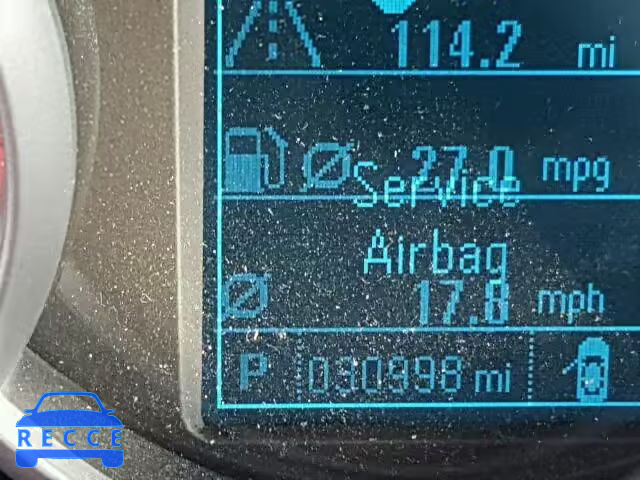 114.2 mi
27.0 mpg
Service
Airbag
17.8 mph
P 030998 mi
RECCE